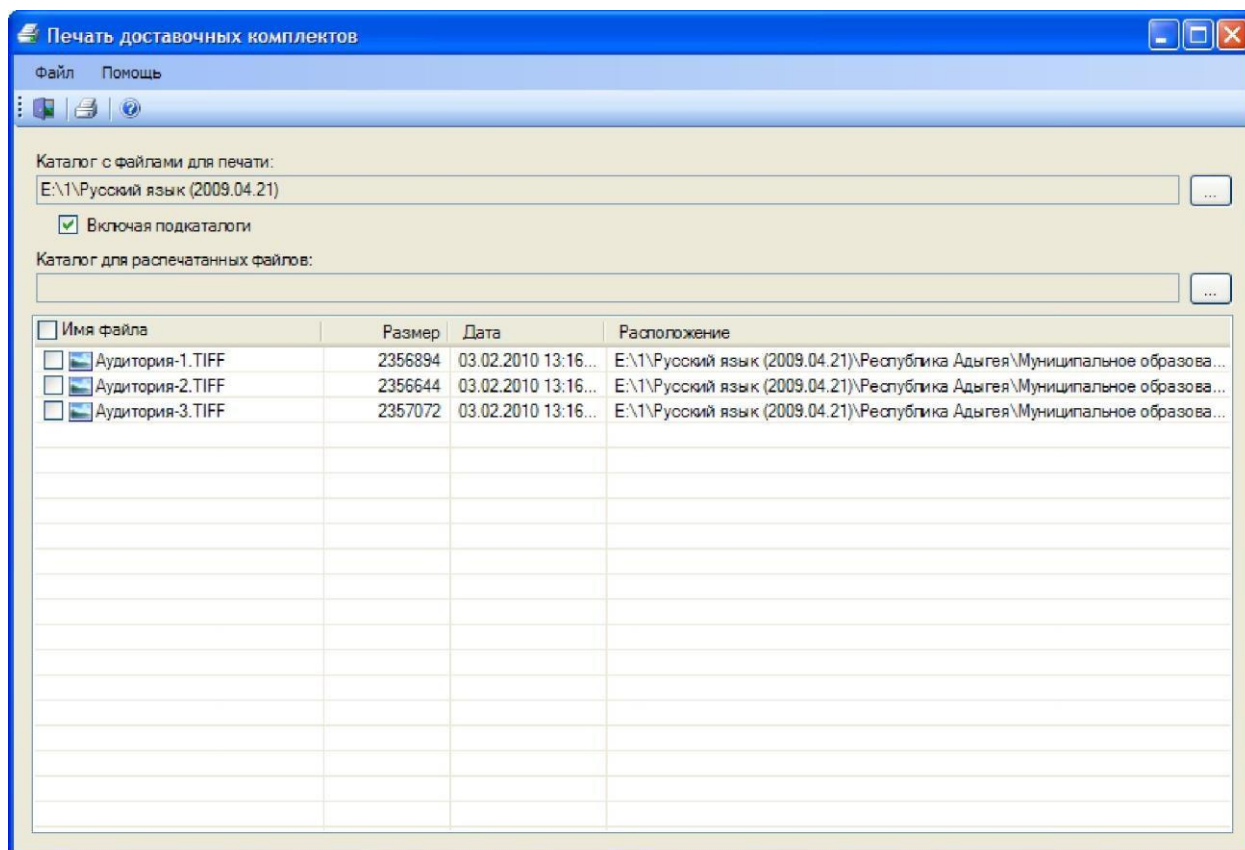 Печать доставочных комплектов
Файл Помощь
Каталог с файлами для печати:
E:\1\Русский язык (2009.04.21)
...
Включая подкаталоги
Каталог для распечатанных файлов:
...
Имя файла Размер Дата Расположение
Аудитория-1.TIFF 2356894 03.02.2010 13:16... E:\1\Русский язык (2009.04.21)\Республика Адыгея\Муниципальное образова...
Аудитория-2.TIFF 2356644 03.02.2010 13:16... E:\1\Русский язык (2009.04.21)\Республика Адыгея\Муниципальное образова...
Аудитория-3.TIFF 2357072 03.02.2010 13:16... E:\1\Русский язык (2009.04.21)\Республика Адыгея\Муниципальное образова...